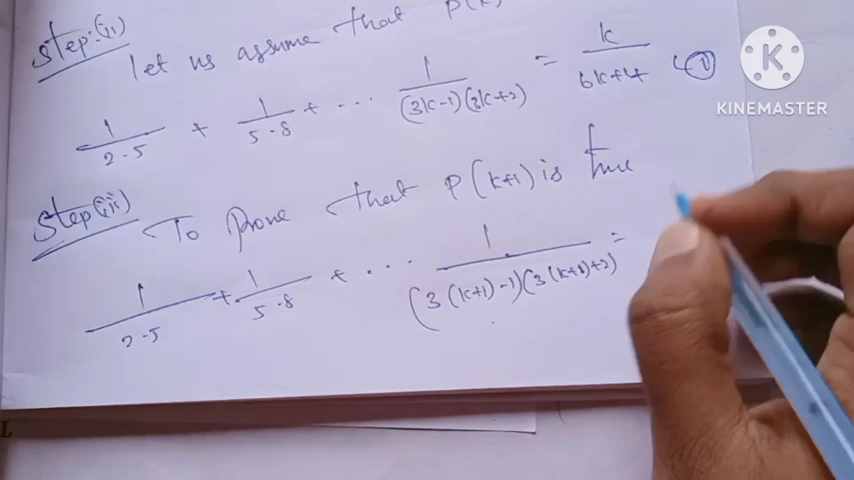 Step:(ii)
Let us assume that P(k)
1/2·5 + 1/5·8 + ... 1/(3k-1)(3k+2) = k/6k+4 ①
Step(iii)
To prove that P(k+1) is true
1/2·5 + 1/5·8 + ... 1/(3(k+1)-1)(3(k+1)+2) =
K
KINEMASTER